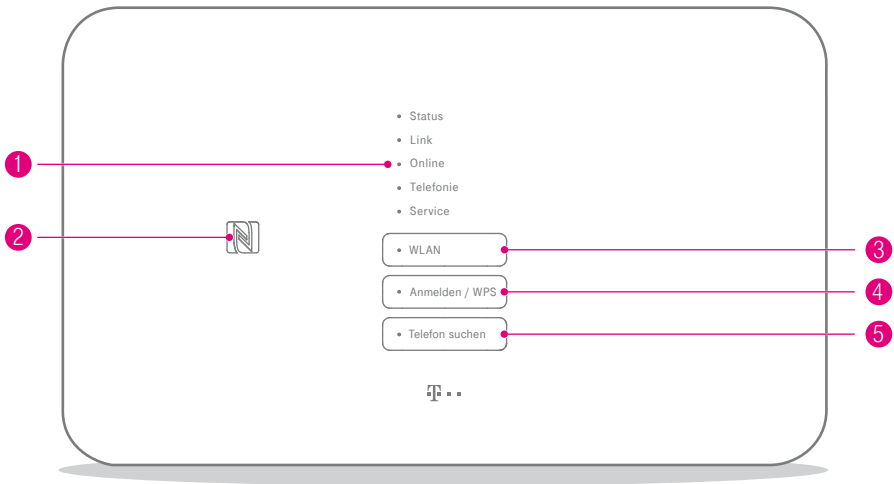 Status
Link
1
Online
Telefonie
Service
2
WLAN
3
Anmelden / WPS
4
Telefon suchen
5
T